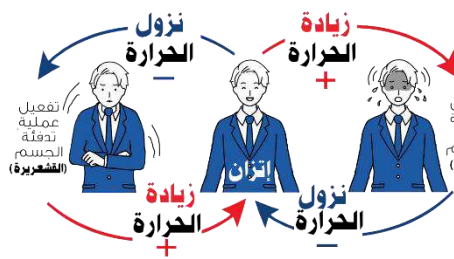 نزول
الحرارة
–
زيادة
الحرارة
+
تفعيل
عملية
تدفئة
الجسم
(القشعريرة)
إتزان
زيادة
الحرارة
+
نزول
الحرارة
–